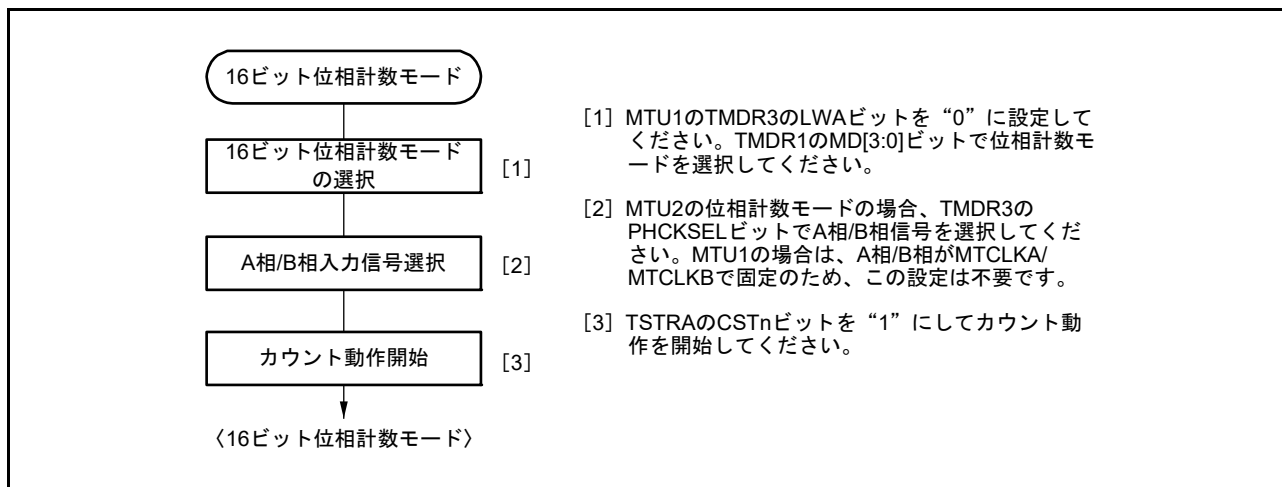 16ビット位相計数モード
16ビット位相計数モード
の選択
[1]
A相/B相入力信号選択
[2]
カウント動作開始
[3]
〈16ビット位相計数モード〉
[1] MTU1のTMDR3のLWAビットを“0”に設定して
ください。TMDR1のMD[3:0]ビットで位相計数モ
ードを選択してください。
[2] MTU2の位相計数モードの場合、TMDR3の
PHCKSELビットでA相/B相信号を選択してくだ
さい。MTU1の場合は、A相/B相がMTCLKA/
MTCLKBで固定のため、この設定は不要です。
[3] TSTRAのCSTnビットを“1”にしてカウント動
作を開始してください。